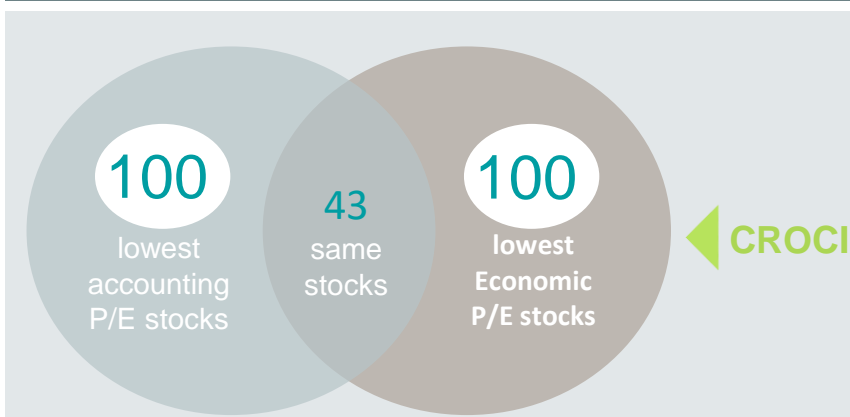 100
lowest
accounting
P/E stocks
43
same
stocks
100
lowest
Economic
P/E stocks
CROCI